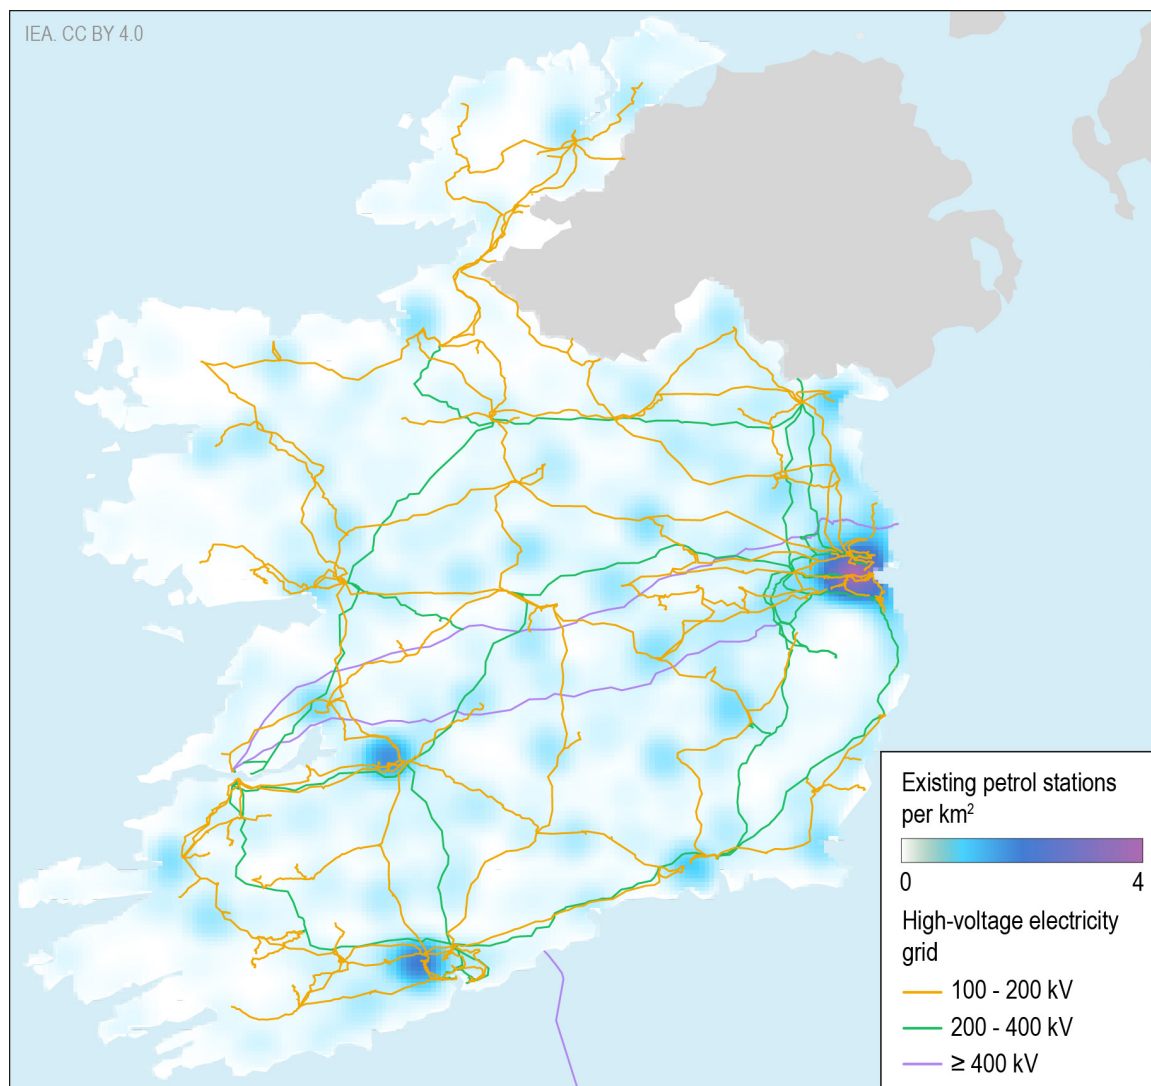 IEA. CC BY 4.0
Existing petrol stations
per km²
0 4
High-voltage electricity
grid
100 - 200 kV
200 - 400 kV
≥ 400 kV